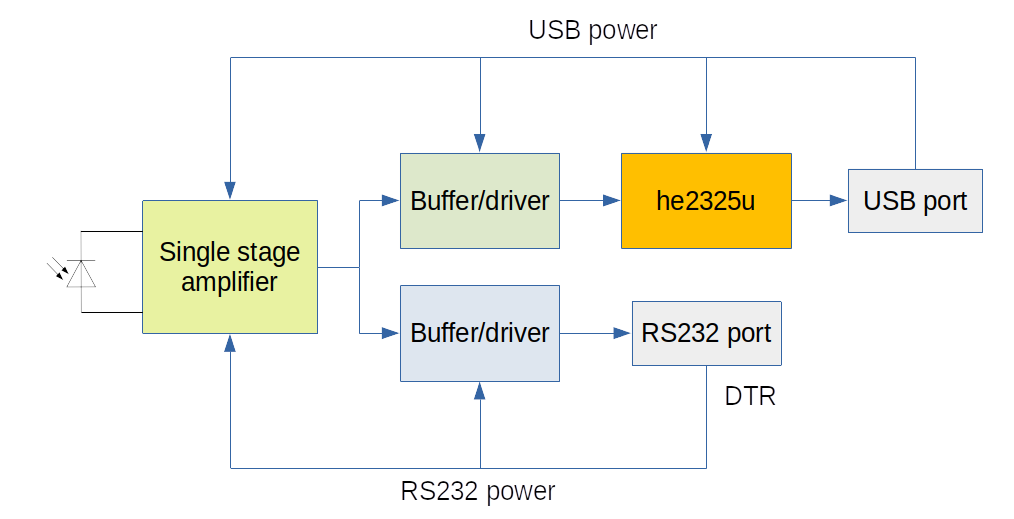 USB power
Single stage
amplifier
Buffer/driver
he2325u
USB port
Buffer/driver
RS232 port
DTR
RS232 power